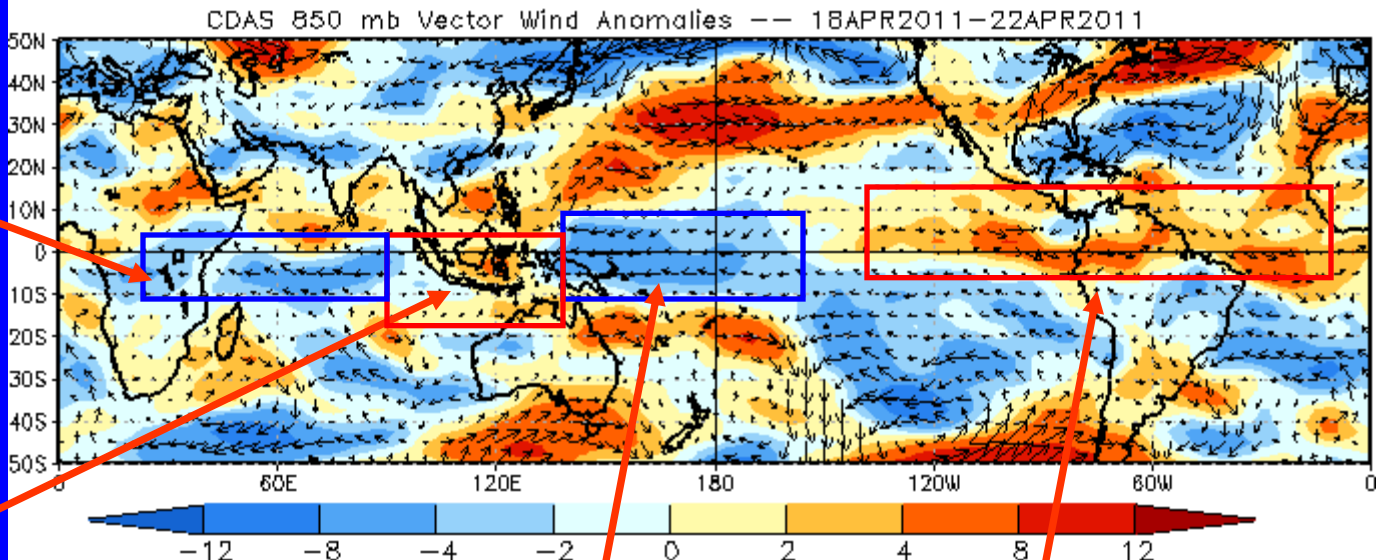 CDAS 850 mb Vector Wind Anomalies -- 18APR2011-22APR2011
50N
40N
30N
20N
10N
0
10S
20S
30S
40S
50S
0 60E 120E 180 120W 60W 0
-12 -8 -4 -2 0 2 4 8 12